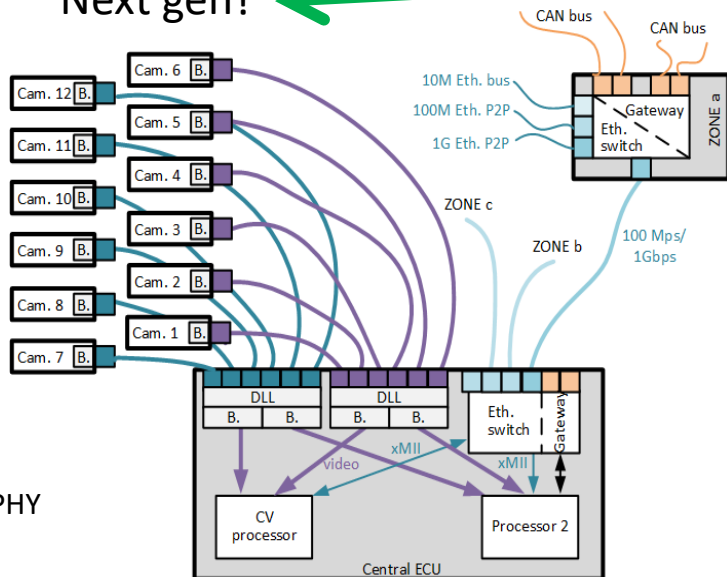 Next gen!
CAN bus
CAN bus
Cam. 6 B.
Cam. 12 B.
Cam. 5 B.
Cam. 11 B.
Cam. 4 B.
Cam. 10 B.
Cam. 3 B.
Cam. 9 B.
Cam. 2 B.
Cam. 8 B.
Cam. 1 B.
Cam. 7 B.
10M Eth. bus
100M Eth. P2P
1G Eth. P2P
Gateway
Eth.
switch
ZONE a
ZONE c
ZONE b
100 Mps/
1Gbps
DLL
B. B.
DLL
B. B.
Eth.
switch
Gateway
xMII
video
xMII
CV
processor
Processor 2
Central ECU
PHY